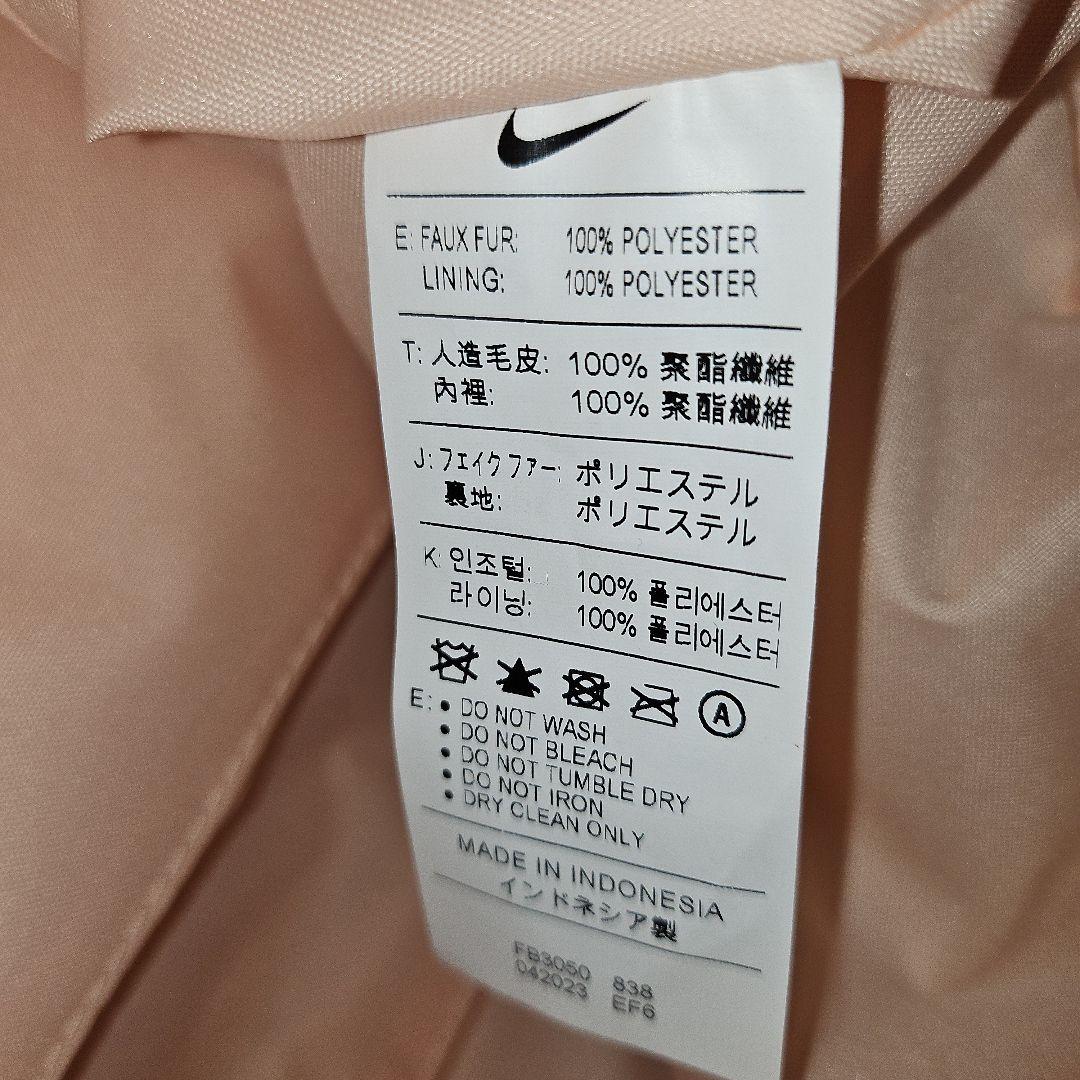 E: FAUX FUR: 100% POLYESTER
LINING: 100% POLYESTER
T: 人造毛皮: 100% 聚酯纖維
內裡: 100% 聚酯纖維
J: フェイクファー: ポリエステル
裏地: ポリエステル
K: 인조털: 100% 폴리에스터
라이닝: 100% 폴리에스터
A
E: • DO NOT WASH
• DO NOT BLEACH
• DO NOT TUMBLE DRY
• DO NOT IRON
• DRY CLEAN ONLY
MADE IN INDONESIA
インドネシア製
FB3050 838
042023 EF6